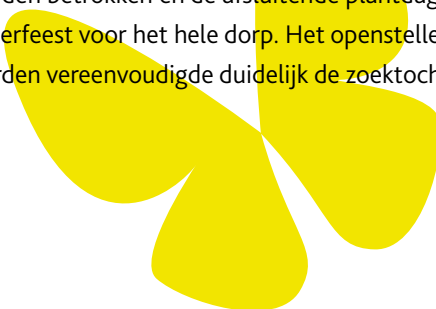 den betrokken en de afsluitende plantdag
erfeest voor het hele dorp. Het openstelle
rden vereenvoudigde duidelijk de zoektoch